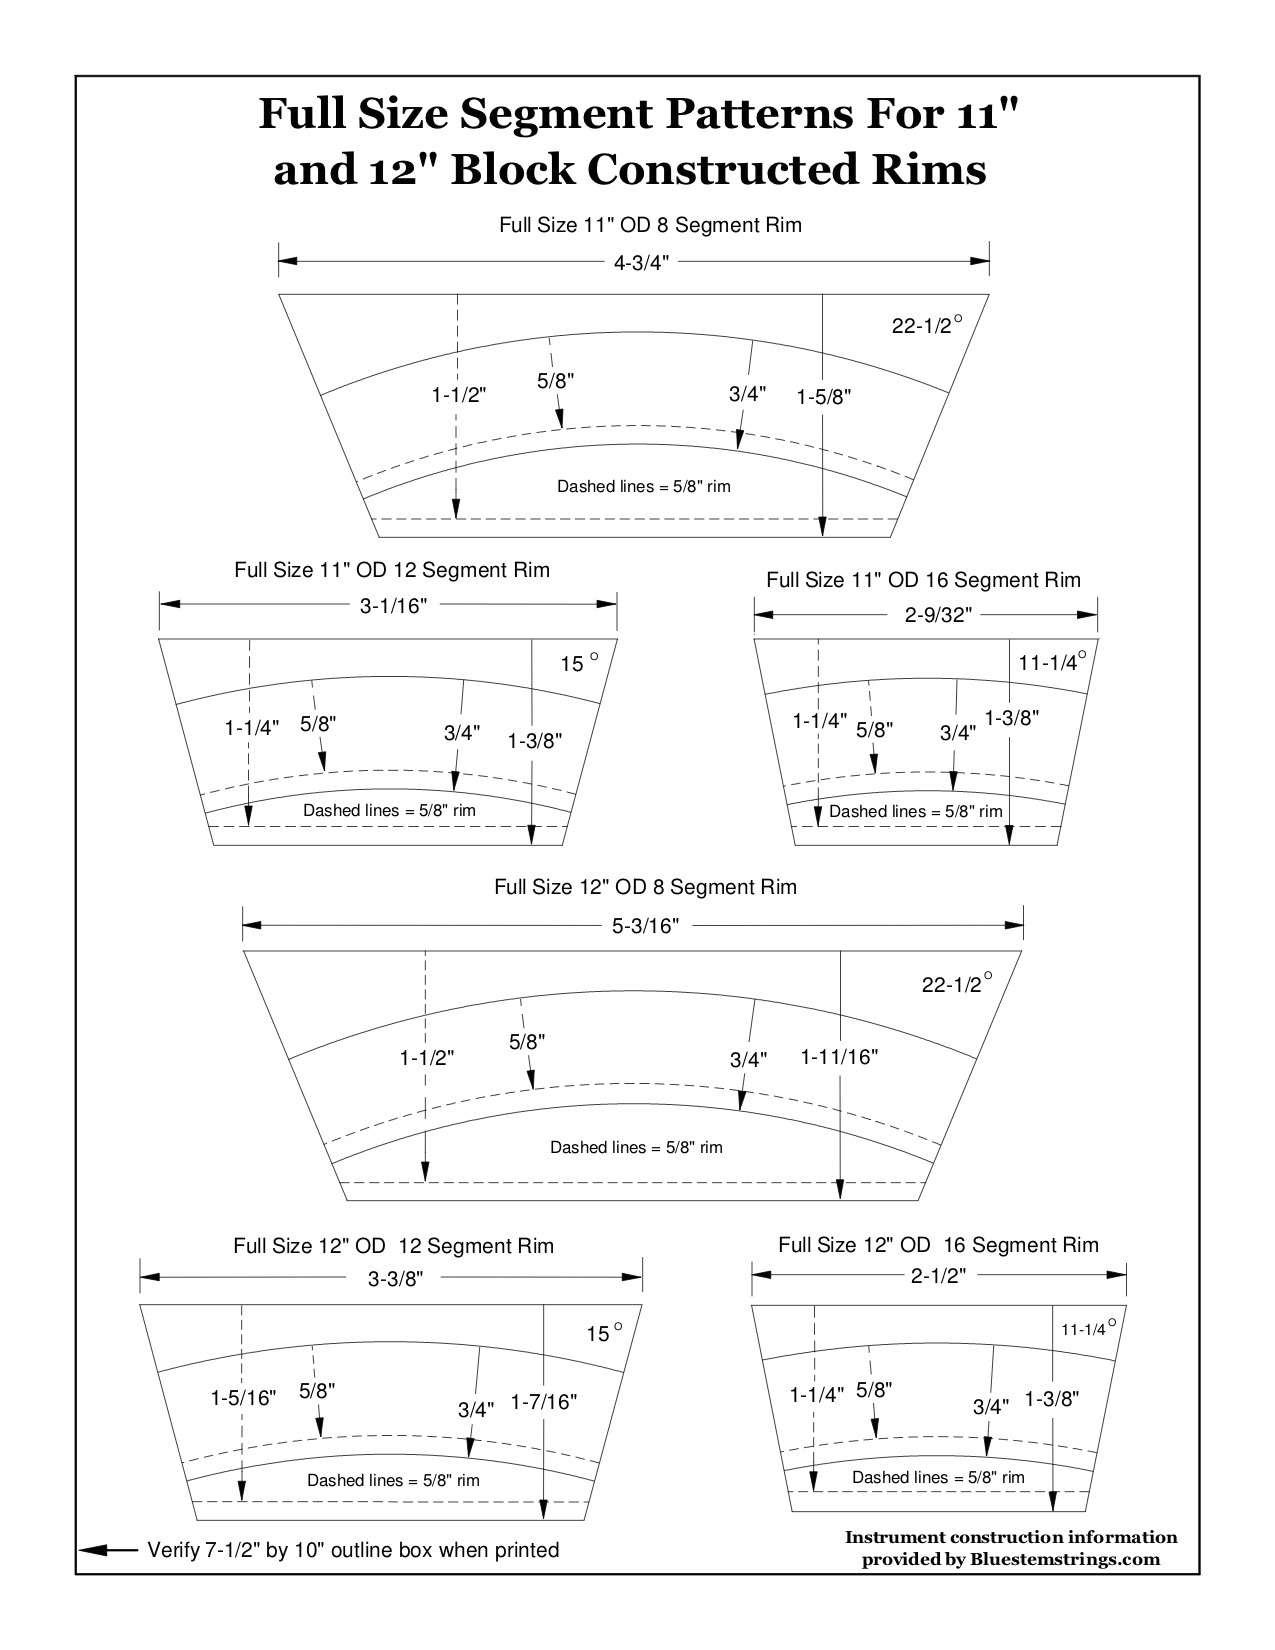 Full Size Segment Patterns For 11"
and 12" Block Constructed Rims
Full Size 11" OD 8 Segment Rim
4-3/4"
22-1/2°
1-1/2"
5/8"
3/4"
1-5/8"
Dashed lines = 5/8" rim
Full Size 11" OD 12 Segment Rim
3-1/16"
15°
1-1/4"
5/8"
3/4"
1-3/8"
Dashed lines = 5/8" rim
Full Size 11" OD 16 Segment Rim
2-9/32"
11-1/4°
1-1/4"
5/8"
3/4"
1-3/8"
Dashed lines = 5/8" rim
Full Size 12" OD 8 Segment Rim
5-3/16"
22-1/2°
1-1/2"
5/8"
3/4"
1-11/16"
Dashed lines = 5/8" rim
Full Size 12" OD  12 Segment Rim
3-3/8"
15°
1-5/16"
5/8"
3/4"
1-7/16"
Dashed lines = 5/8" rim
Full Size 12" OD  16 Segment Rim
2-1/2"
11-1/4°
1-1/4"
5/8"
3/4"
1-3/8"
Dashed lines = 5/8" rim
Verify 7-1/2" by 10" outline box when printed
Instrument construction information
provided by Bluestemstrings.com